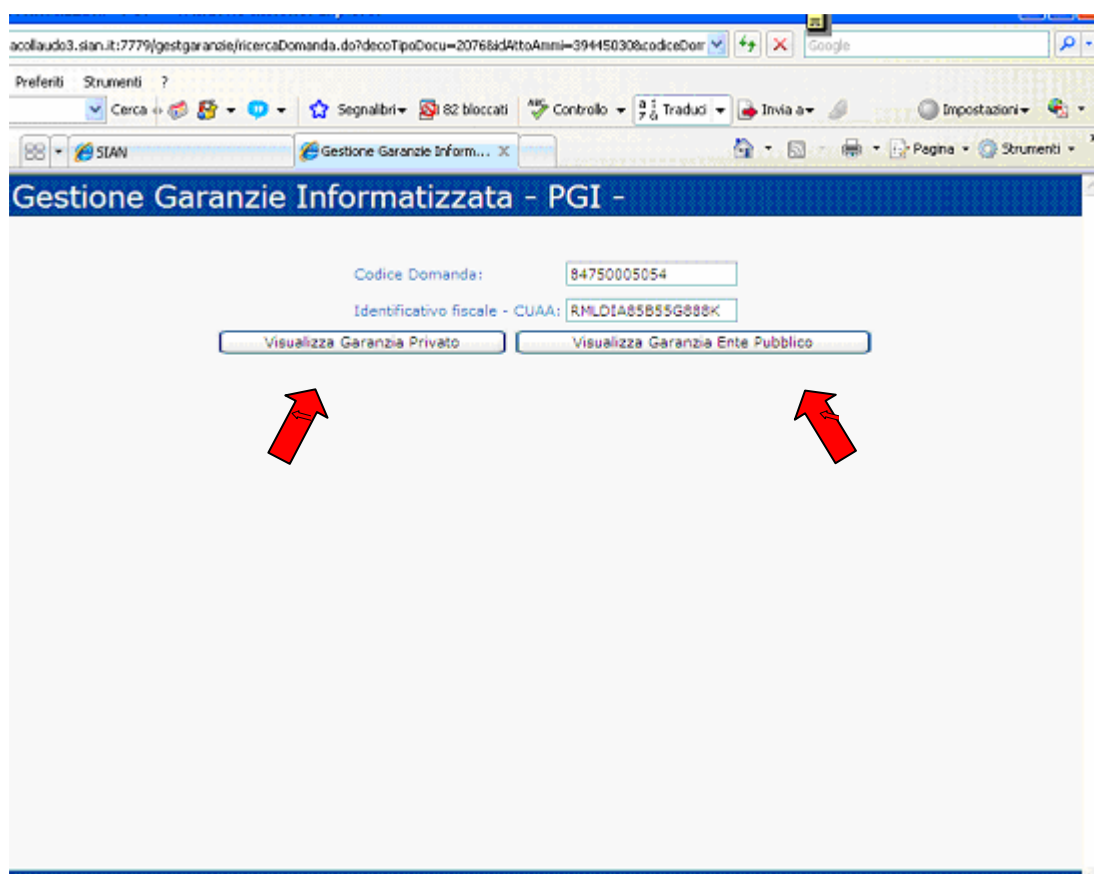 acollaudo3.sian.it:7779/gestgaranzie/ricercaDomanda.do?decoTipoDocu=2076&idAttoAmmi=39445030&codiceDom
Google
Preferiti Strumenti ?
Cerca Segnalibri 82 bloccati Controllo Traduci Invia a Impostazioni
SIAN Gestione Garanzie Inform... Pagina Strumenti
Gestione Garanzie Informatizzata - PGI -
Codice Domanda: 84750005054
Identificativo fiscale - CUAA: RMLDIA85B55G888K
Visualizza Garanzia Privato Visualizza Garanzia Ente Pubblico